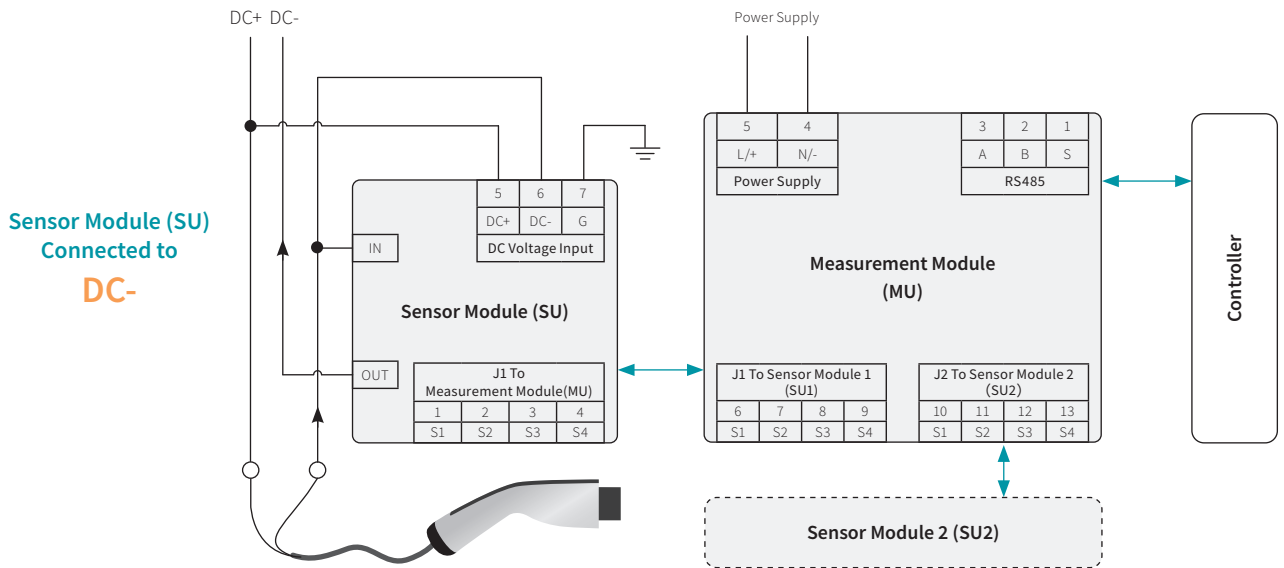 DC+ DC-
Power Supply
Sensor Module (SU)
Connected to
DC-
5 6 7
DC+ DC- G
DC Voltage Input
IN
OUT
Sensor Module (SU)
J1 To
Measurement Module(MU)
1 2 3 4
S1 S2 S3 S4
5 4
L/+ N/-
Power Supply
3 2 1
A B S
RS485
Measurement Module
(MU)
J1 To Sensor Module 1
(SU1)
6 7 8 9
S1 S2 S3 S4
J2 To Sensor Module 2
(SU2)
10 11 12 13
S1 S2 S3 S4
Controller
Sensor Module 2 (SU2)